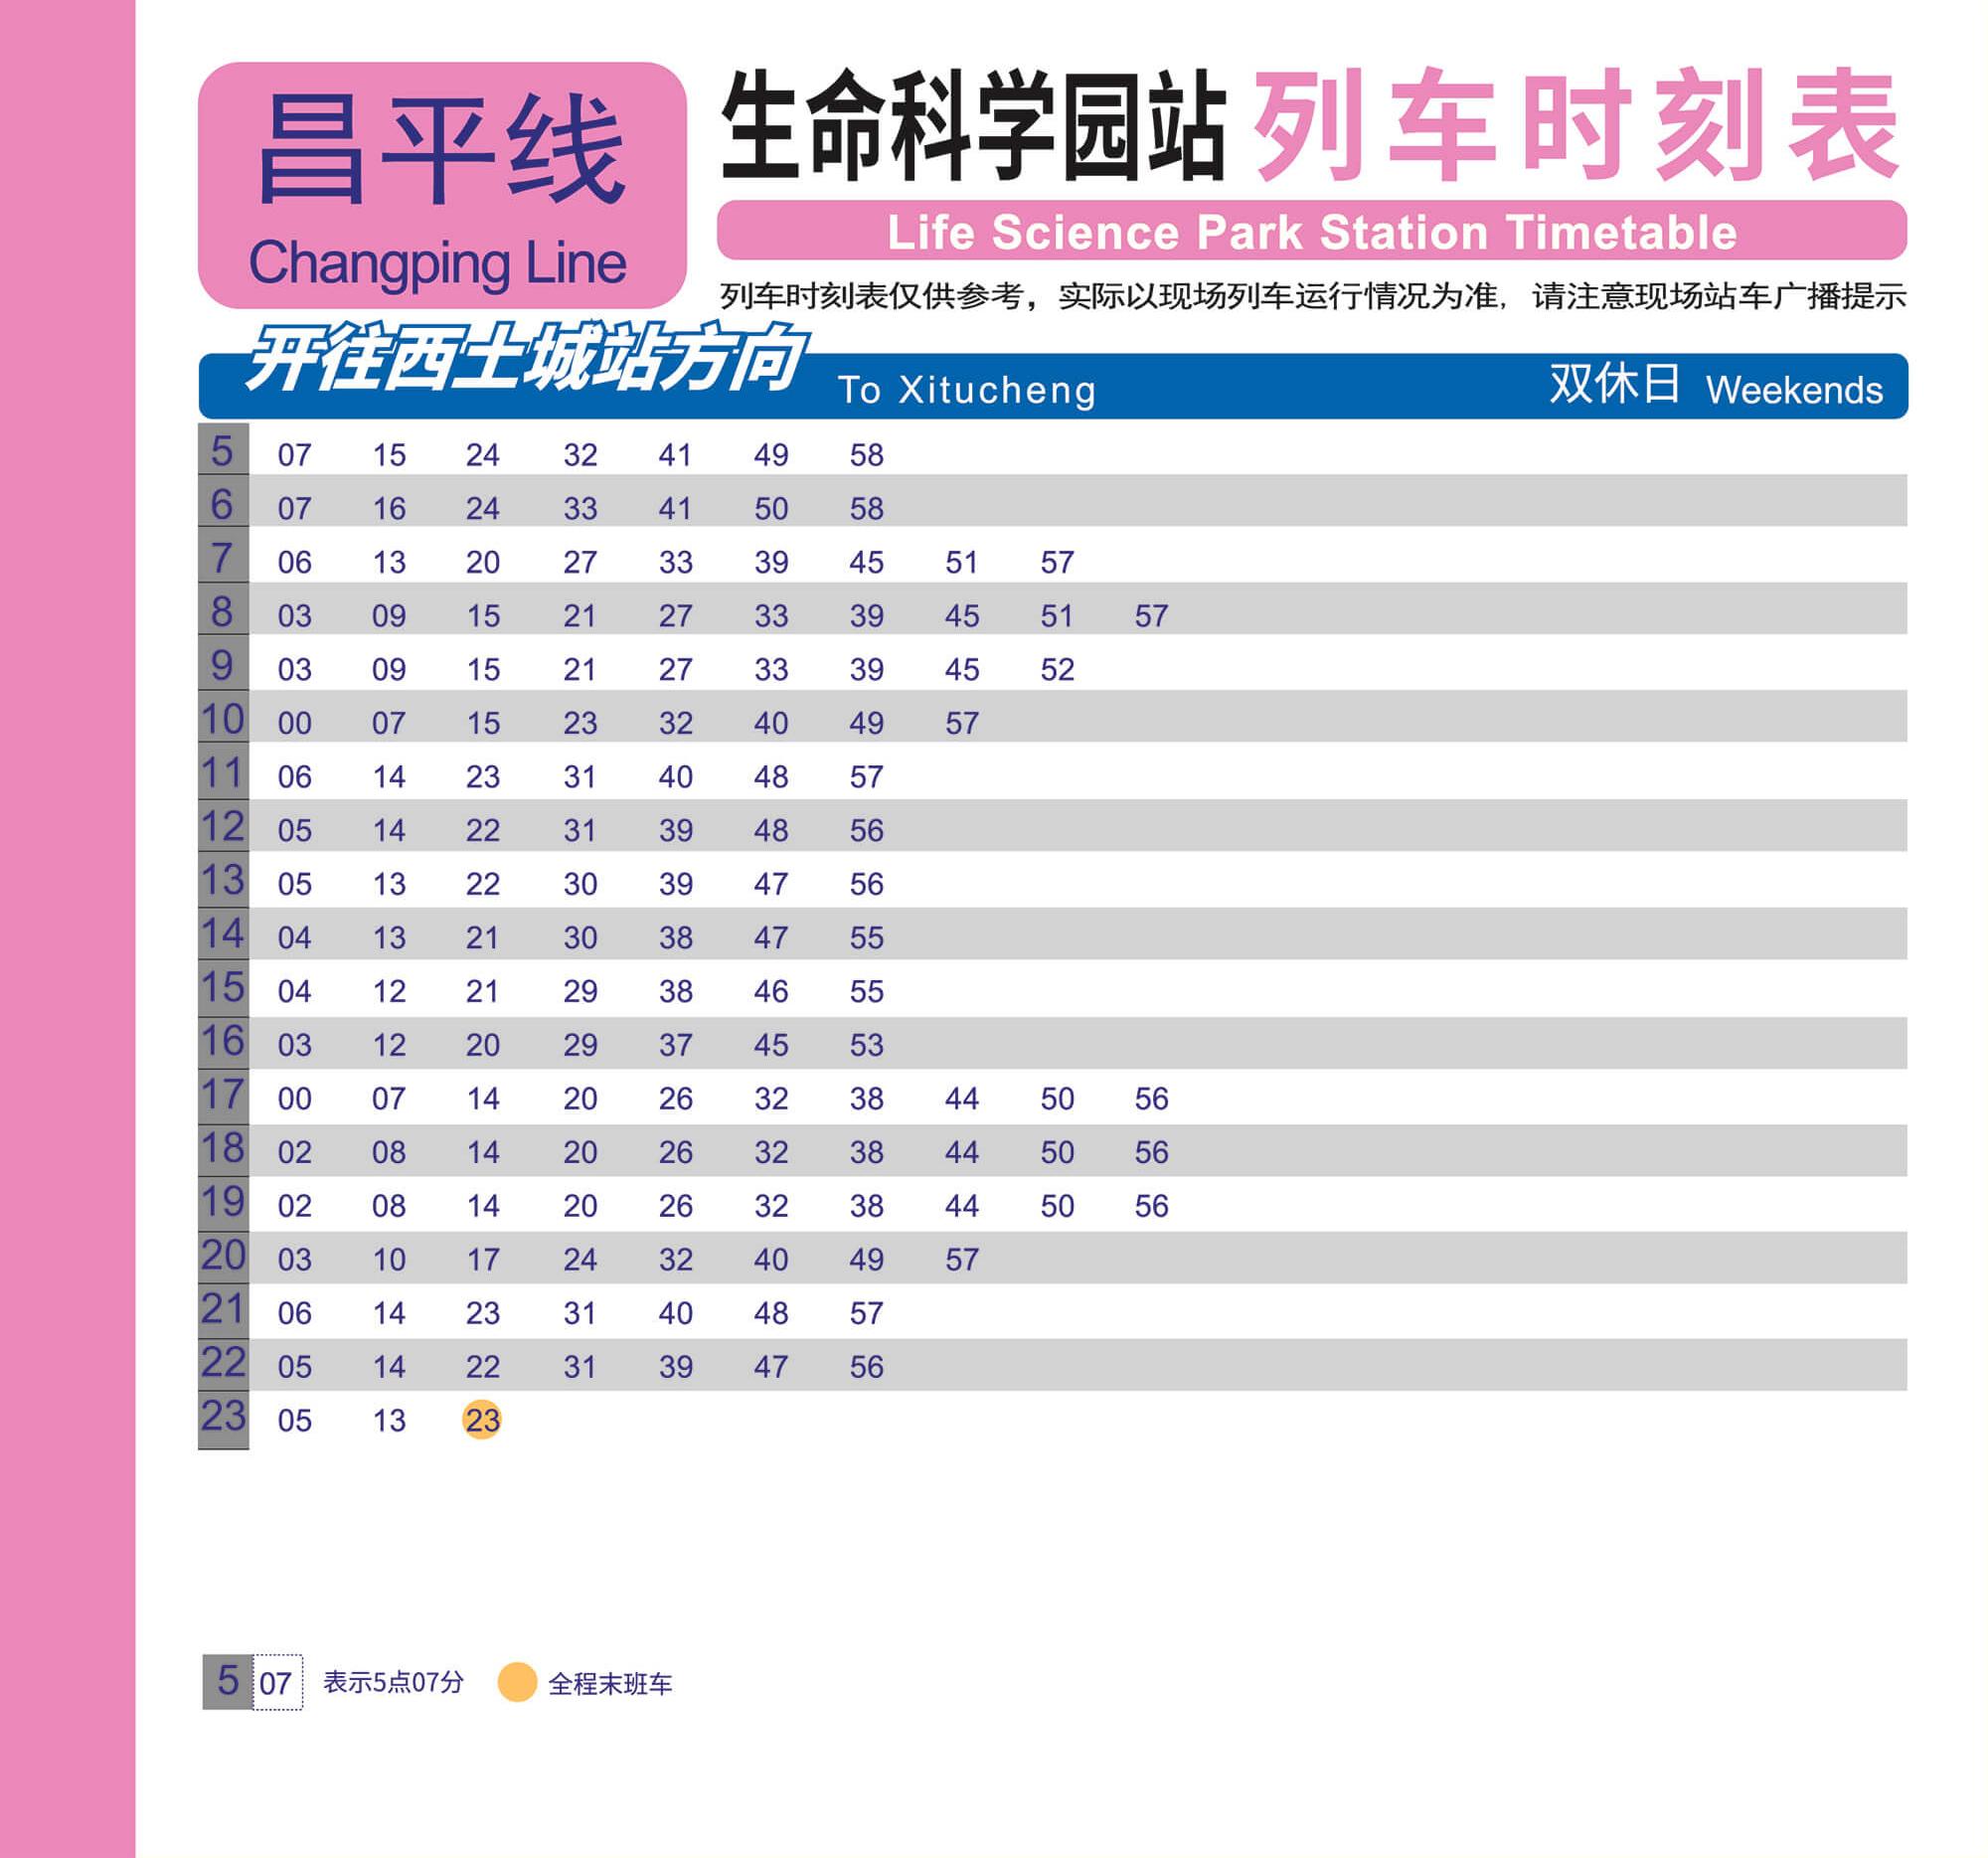 昌平线
Changping Line
生命科学园站 列车时刻表
Life Science Park Station Timetable
列车时刻表仅供参考，实际以现场列车运行情况为准，请注意现场站车广播提示
开往西土城站方向 To Xitucheng 双休日 Weekends
5 07 15 24 32 41 49 58
6 07 16 24 33 41 50 58
7 06 13 20 27 33 39 45 51 57
8 03 09 15 21 27 33 39 45 51 57
9 03 09 15 21 27 33 39 45 52
10 00 07 15 23 32 40 49 57
11 06 14 23 31 40 48 57
12 05 14 22 31 39 48 56
13 05 13 22 30 39 47 56
14 04 13 21 30 38 47 55
15 04 12 21 29 38 46 55
16 03 12 20 29 37 45 53
17 00 07 14 20 26 32 38 44 50 56
18 02 08 14 20 26 32 38 44 50 56
19 02 08 14 20 26 32 38 44 50 56
20 03 10 17 24 32 40 49 57
21 06 14 23 31 40 48 57
22 05 14 22 31 39 47 56
23 05 13 23
5 07 表示5点07分 全程末班车